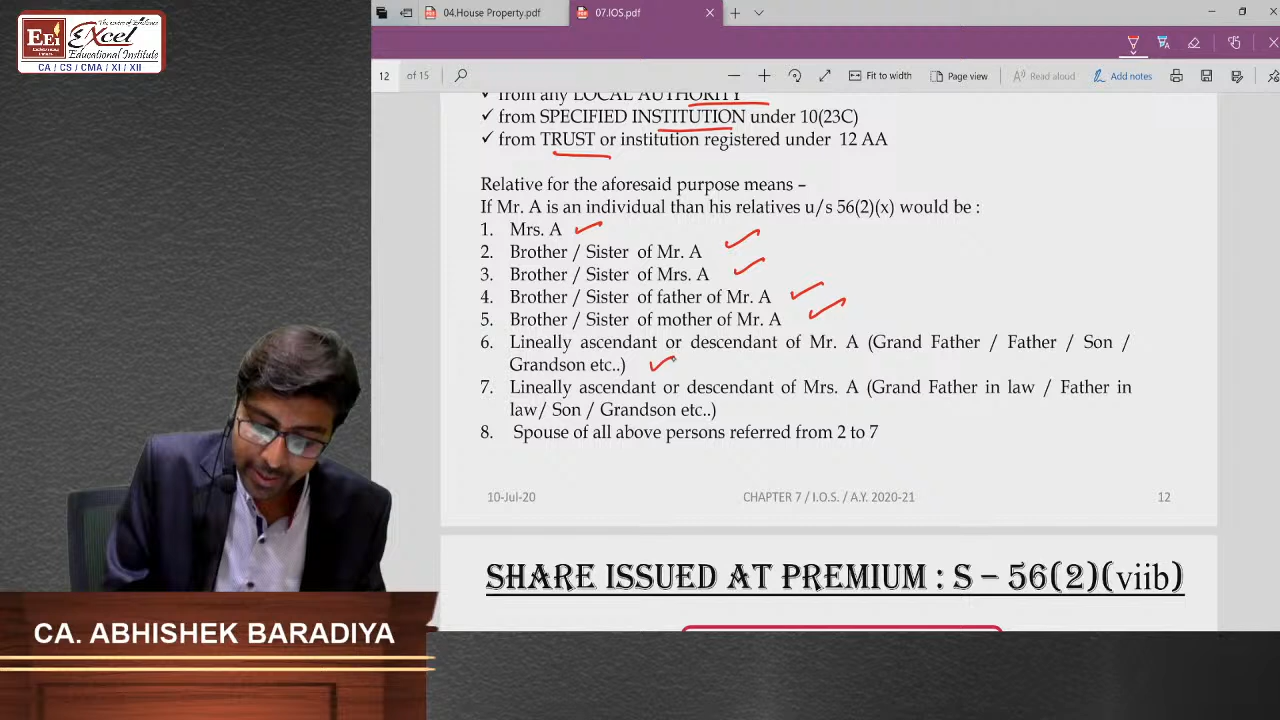 The aura of Excellence
EEi
Excel
Educational Institute
CA / CS / CMA / XI / XII
04.House Property.pdf
07.IOS.pdf
12 of 15
Fit to width
Page view
Read aloud
Add notes
✓ from any LOCAL AUTHORITY
✓ from SPECIFIED INSTITUTION under 10(23C)
✓ from TRUST or institution registered under 12 AA
Relative for the aforesaid purpose means –
If Mr. A is an individual than his relatives u/s 56(2)(x) would be :
1. Mrs. A
2. Brother / Sister of Mr. A
3. Brother / Sister of Mrs. A
4. Brother / Sister of father of Mr. A
5. Brother / Sister of mother of Mr. A
6. Lineally ascendant or descendant of Mr. A (Grand Father / Father / Son /
Grandson etc..)
7. Lineally ascendant or descendant of Mrs. A (Grand Father in law / Father in
law/ Son / Grandson etc..)
8. Spouse of all above persons referred from 2 to 7
10-Jul-20
CHAPTER 7 / I.O.S. / A.Y. 2020-21
12
SHARE ISSUED AT PREMIUM : S – 56(2)(viib)
CA. ABHISHEK BARADIYA